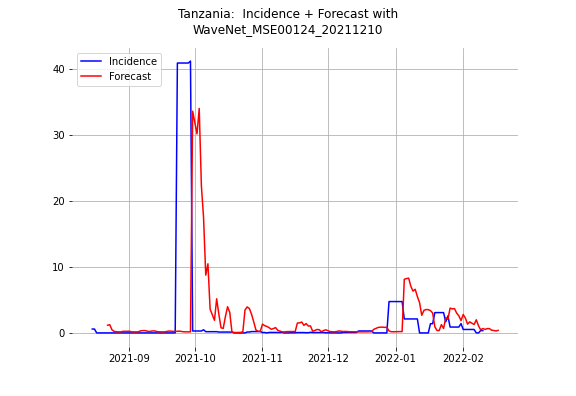 Tanzania:  Incidence + Forecast with
WaveNet_MSE00124_20211210
Incidence
Forecast
40
30
20
10
0
2021-09
2021-10
2021-11
2021-12
2022-01
2022-02